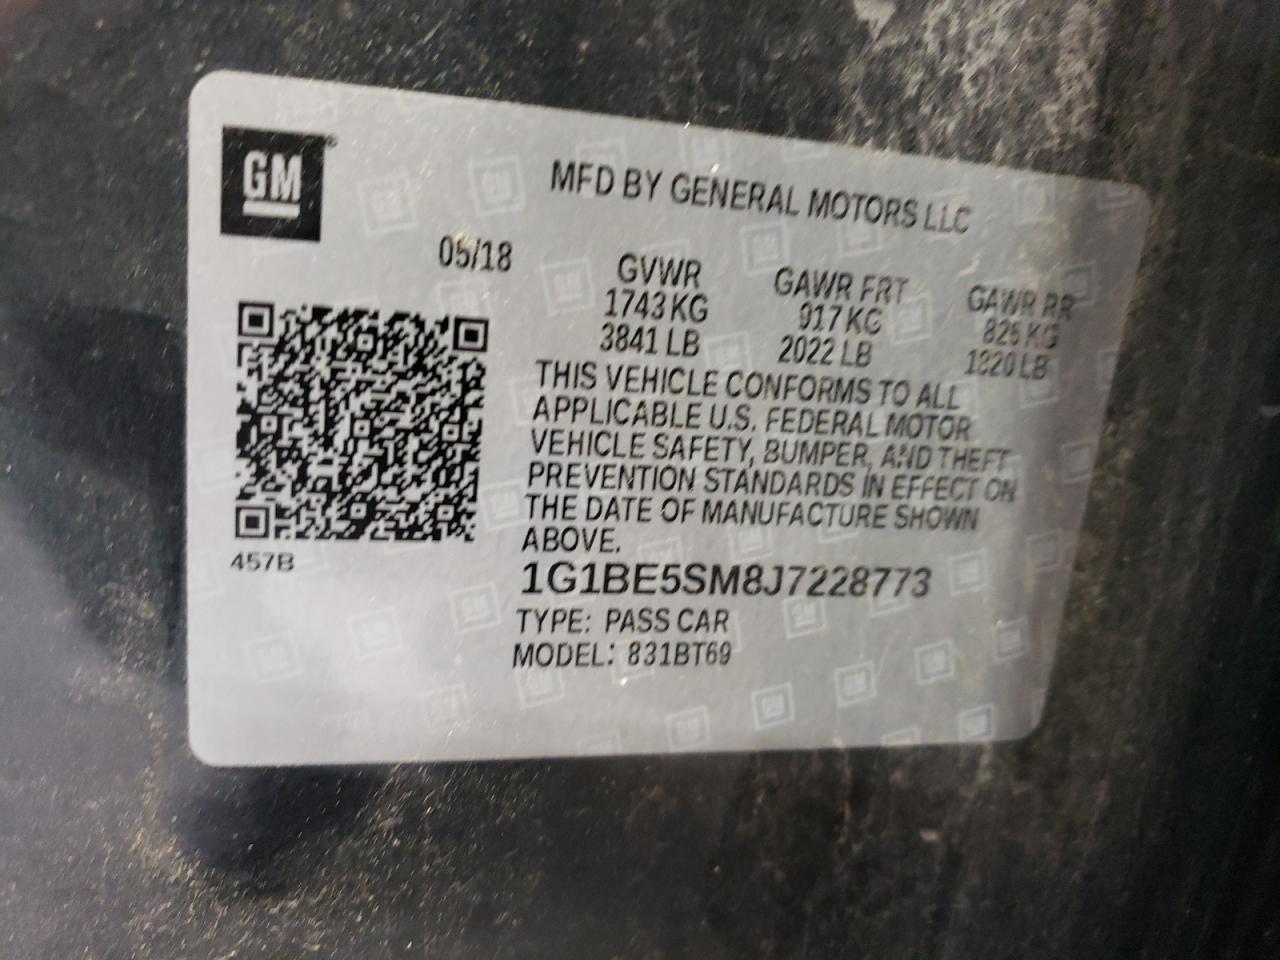 GM
MFD BY GENERAL MOTORS LLC
05/18
GVWR GAWR FRT GAWR RR
1743 KG 917 KG 825 KG
3841 LB 2022 LB 1820 LB
THIS VEHICLE CONFORMS TO ALL
APPLICABLE U.S. FEDERAL MOTOR
VEHICLE SAFETY, BUMPER, AND THEFT
PREVENTION STANDARDS IN EFFECT ON
THE DATE OF MANUFACTURE SHOWN
ABOVE.
457B
1G1BE5SM8J7228773
TYPE: PASS CAR
MODEL: 831BT69